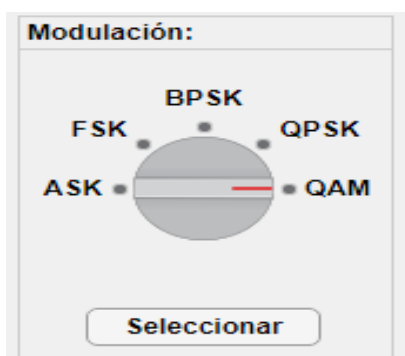 Modulación:
BPSK
FSK
QPSK
ASK
QAM
Seleccionar